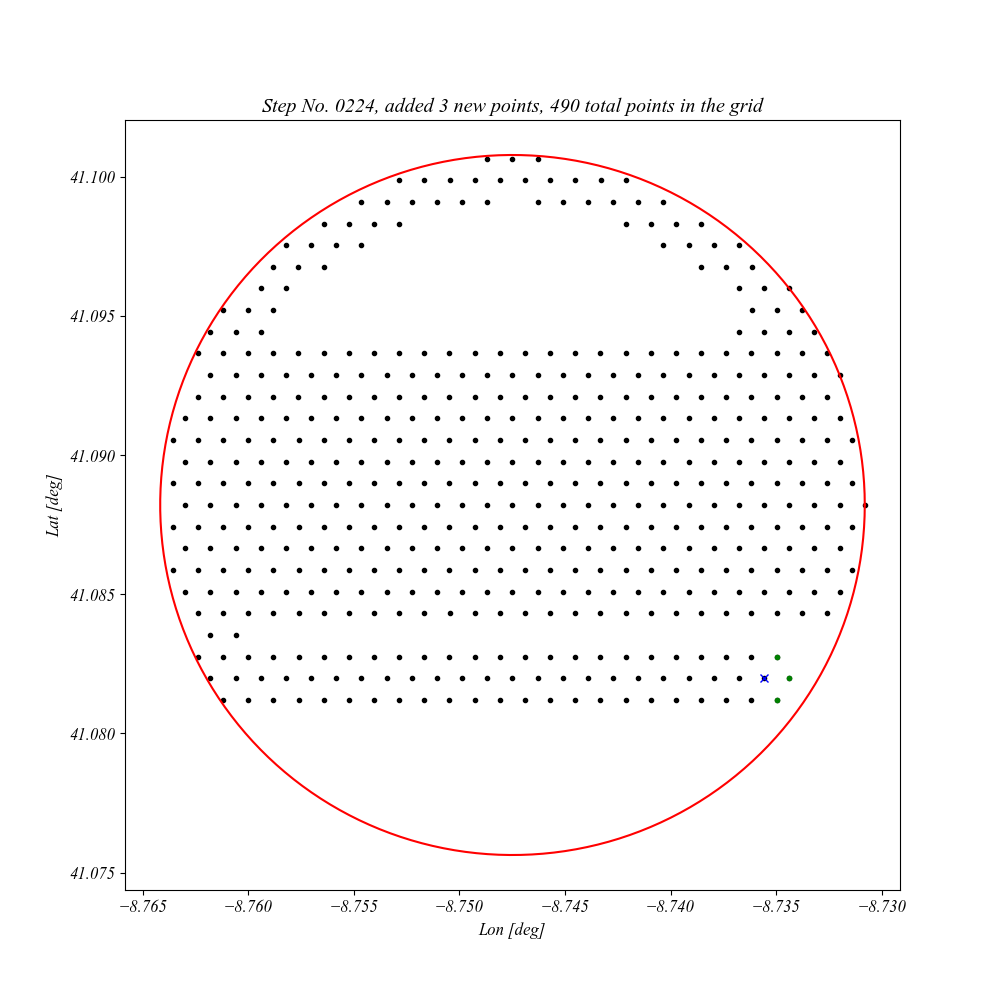 Step No. 0224, added 3 new points, 490 total points in the grid
41.100
41.095
41.090
41.085
41.080
41.075
Lat [deg]
−8.765 −8.760 −8.755 −8.750 −8.745 −8.740 −8.735 −8.730
Lon [deg]